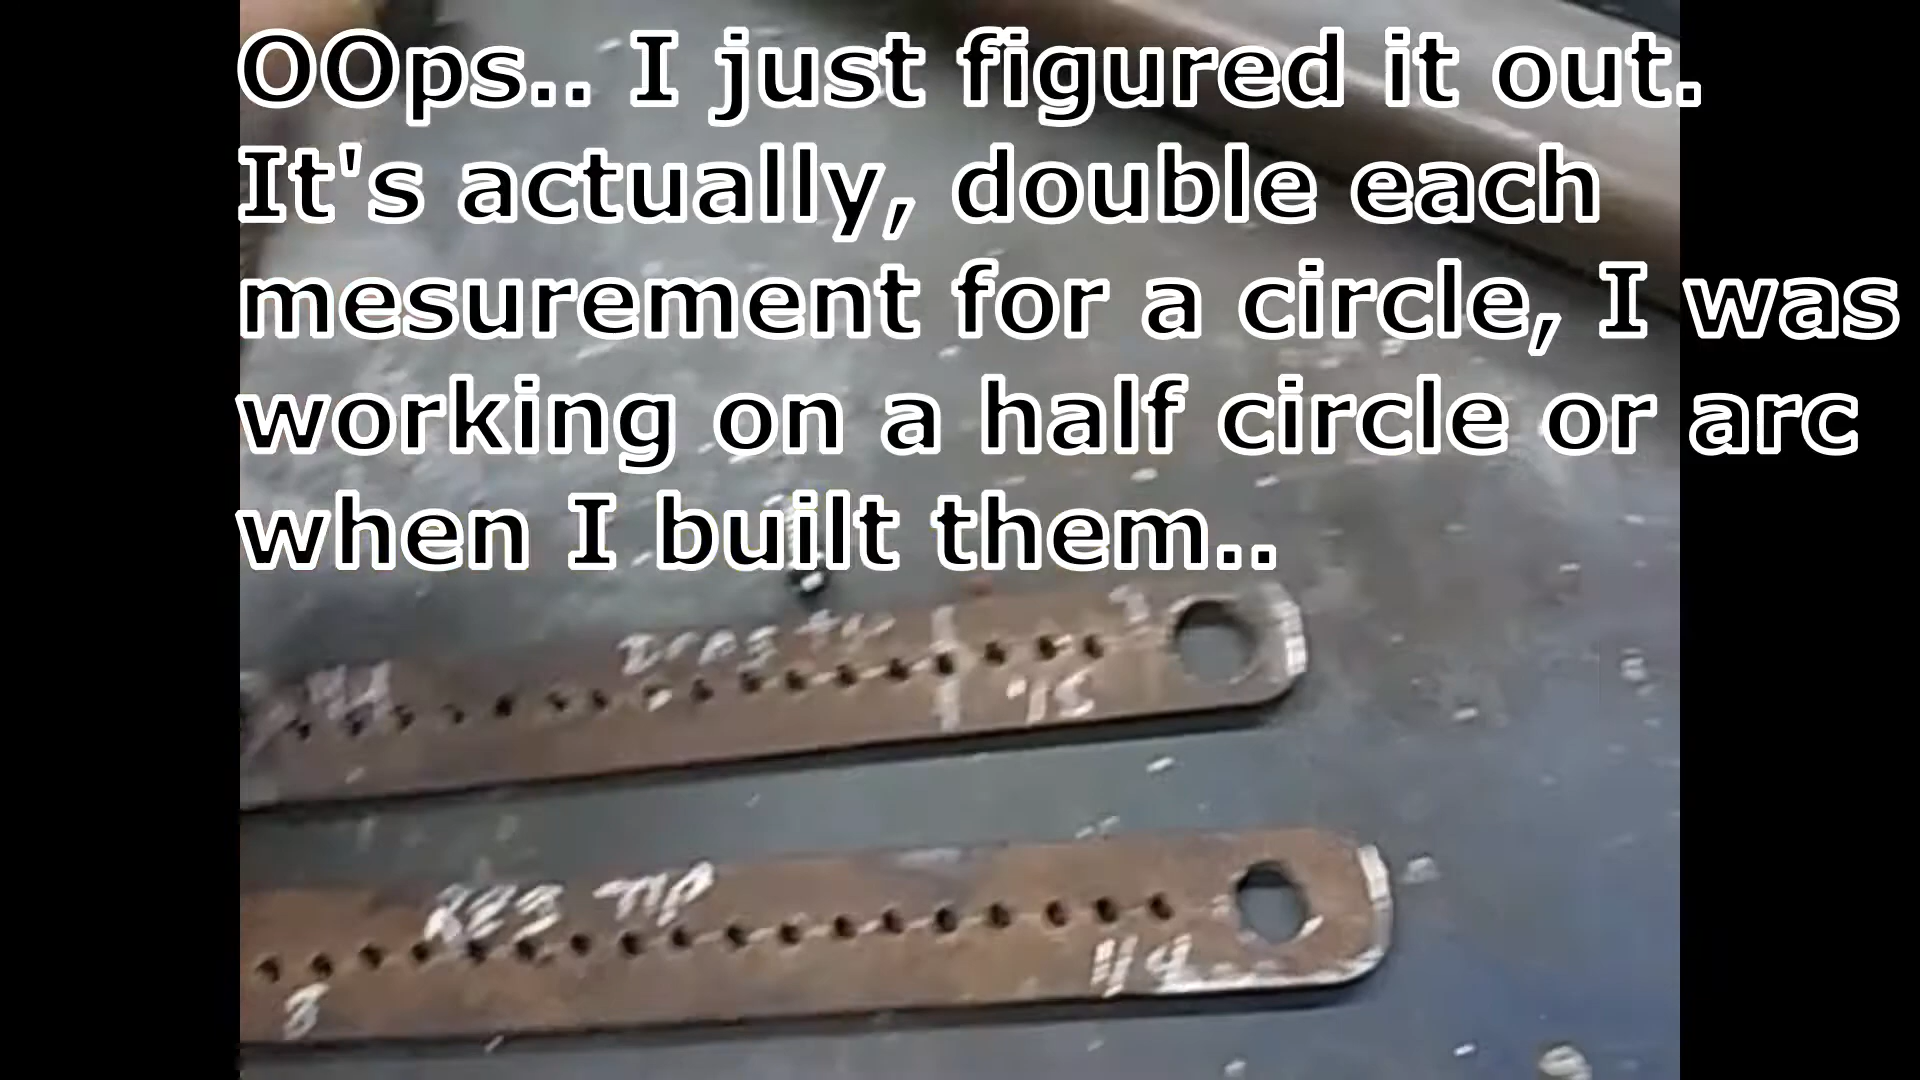 OOps.. I just figured it out.
It's actually, double each
mesurement for a circle, I was
working on a half circle or arc
when I built them..
8